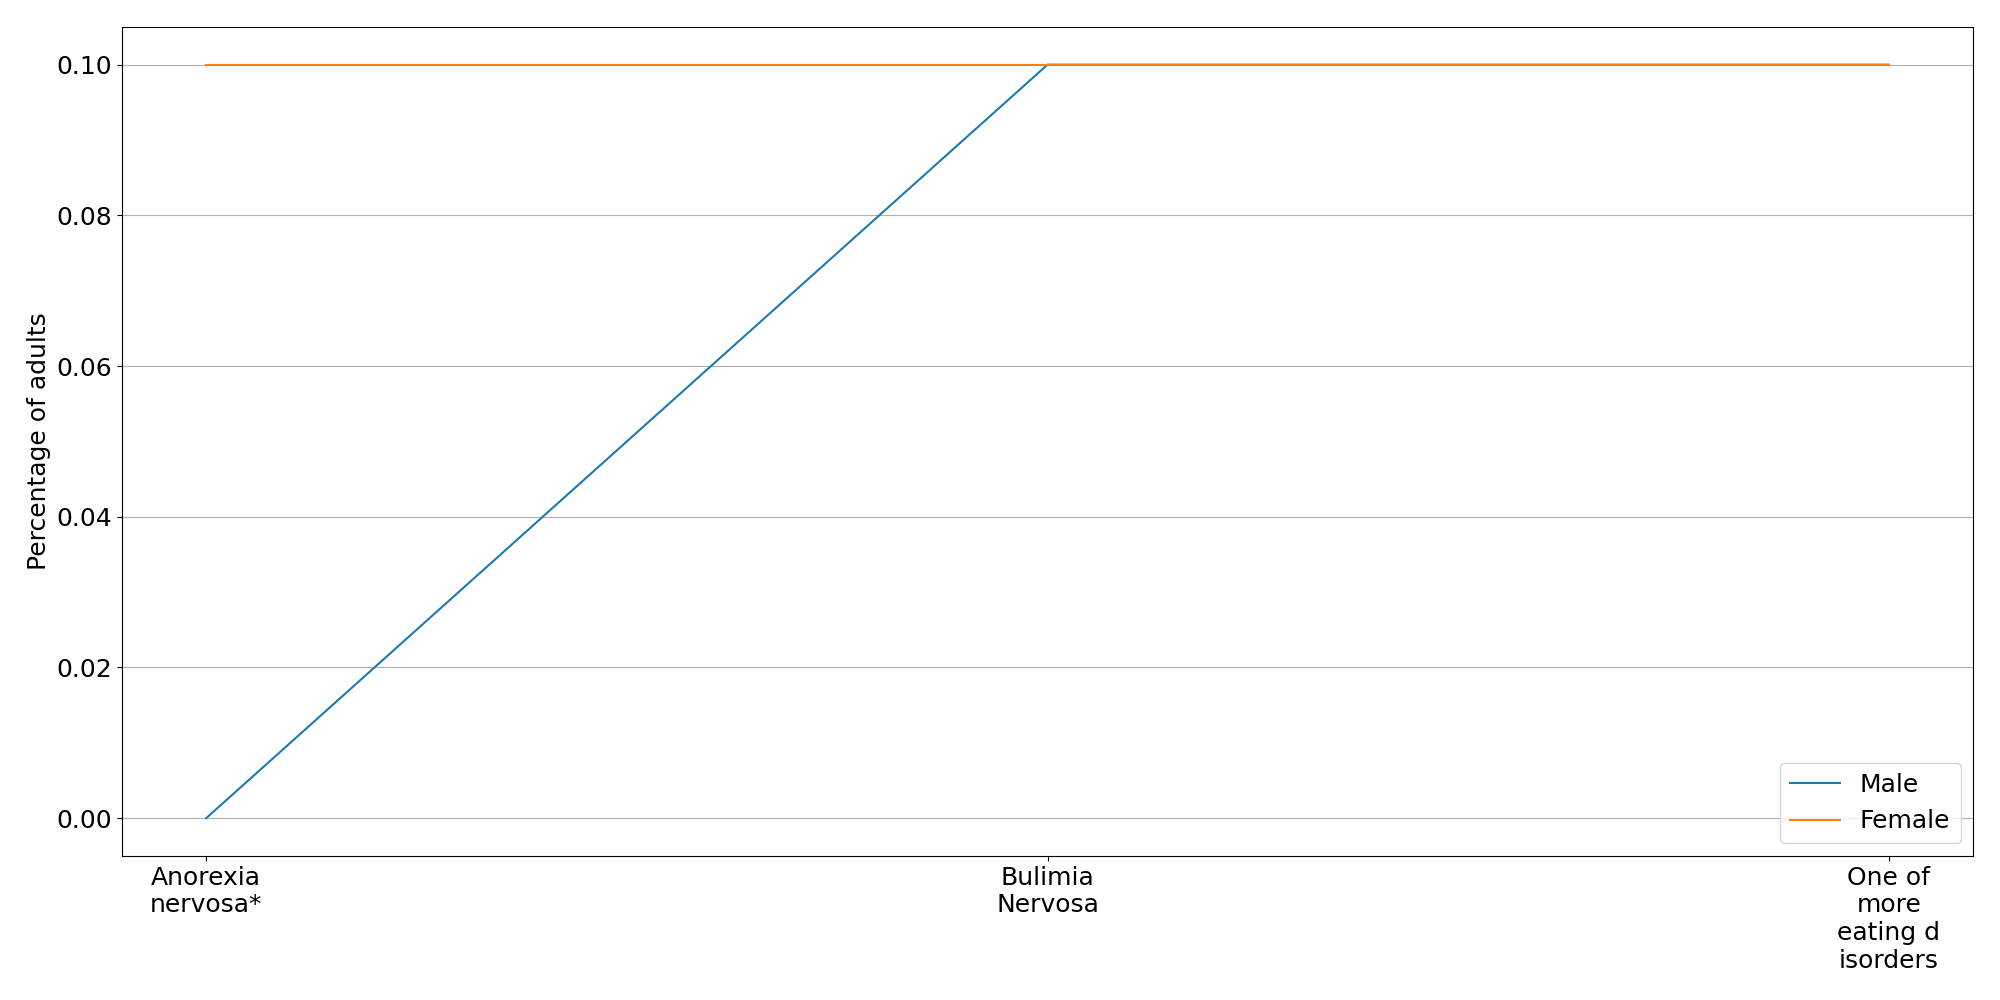 0.10
0.08
0.06
0.04
0.02
0.00
Percentage of adults
Anorexia
nervosa*
Bulimia
Nervosa
One of
more
eating d
isorders
Male
Female